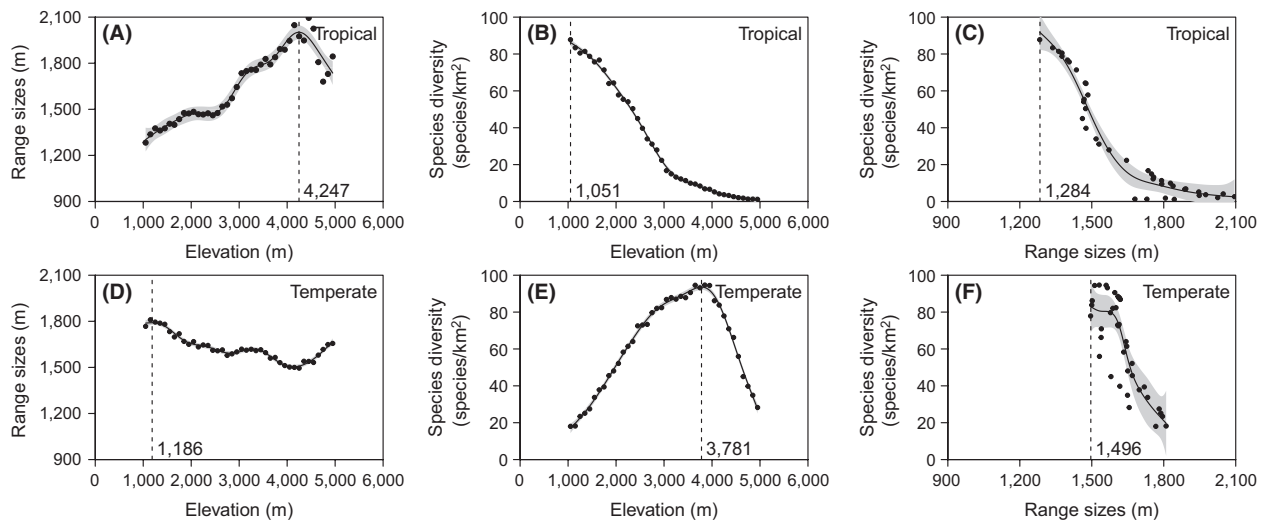 (A)
Tropical
Range sizes (m)
2,100
1,800
1,500
1,200
900
4,247
0
1,000
2,000
3,000
4,000
5,000
6,000
Elevation (m)
(B)
Tropical
Species diversity
(species/km²)
100
80
60
40
20
0
1,051
0
1,000
2,000
3,000
4,000
5,000
6,000
Elevation (m)
(C)
Tropical
Species diversity
(species/km²)
100
80
60
40
20
0
1,284
900
1,200
1,500
1,800
2,100
Range sizes (m)
(D)
Temperate
Range sizes (m)
2,100
1,800
1,500
1,200
900
1,186
0
1,000
2,000
3,000
4,000
5,000
6,000
Elevation (m)
(E)
Temperate
Species diversity
(species/km²)
100
80
60
40
20
0
3,781
0
1,000
2,000
3,000
4,000
5,000
6,000
Elevation (m)
(F)
Temperate
Species diversity
(species/km²)
100
80
60
40
20
0
1,496
900
1,200
1,500
1,800
2,100
Range sizes (m)